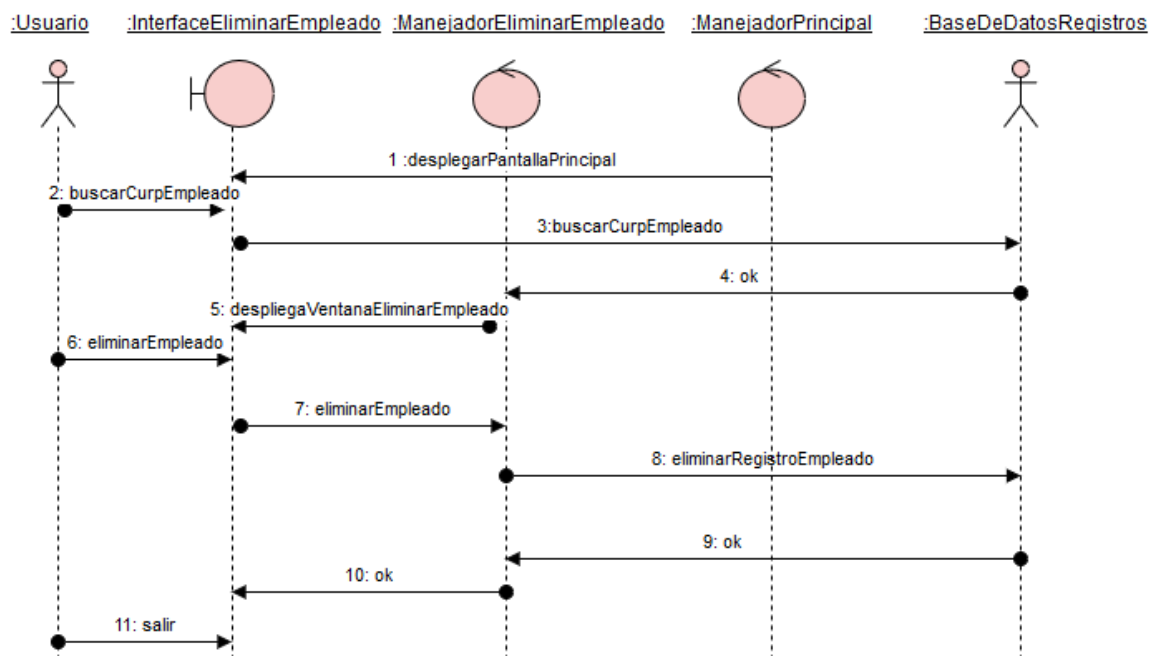 :Usuario
:InterfaceEliminarEmpleado
:ManejadorEliminarEmpleado
:ManejadorPrincipal
:BaseDeDatosRegistros
1 :desplegarPantallaPrincipal
2: buscarCurpEmpleado
3:buscarCurpEmpleado
4: ok
5: despliegaVentanaEliminarEmpleado
6: eliminarEmpleado
7: eliminarEmpleado
8: eliminarRegistroEmpleado
9: ok
10: ok
11: salir